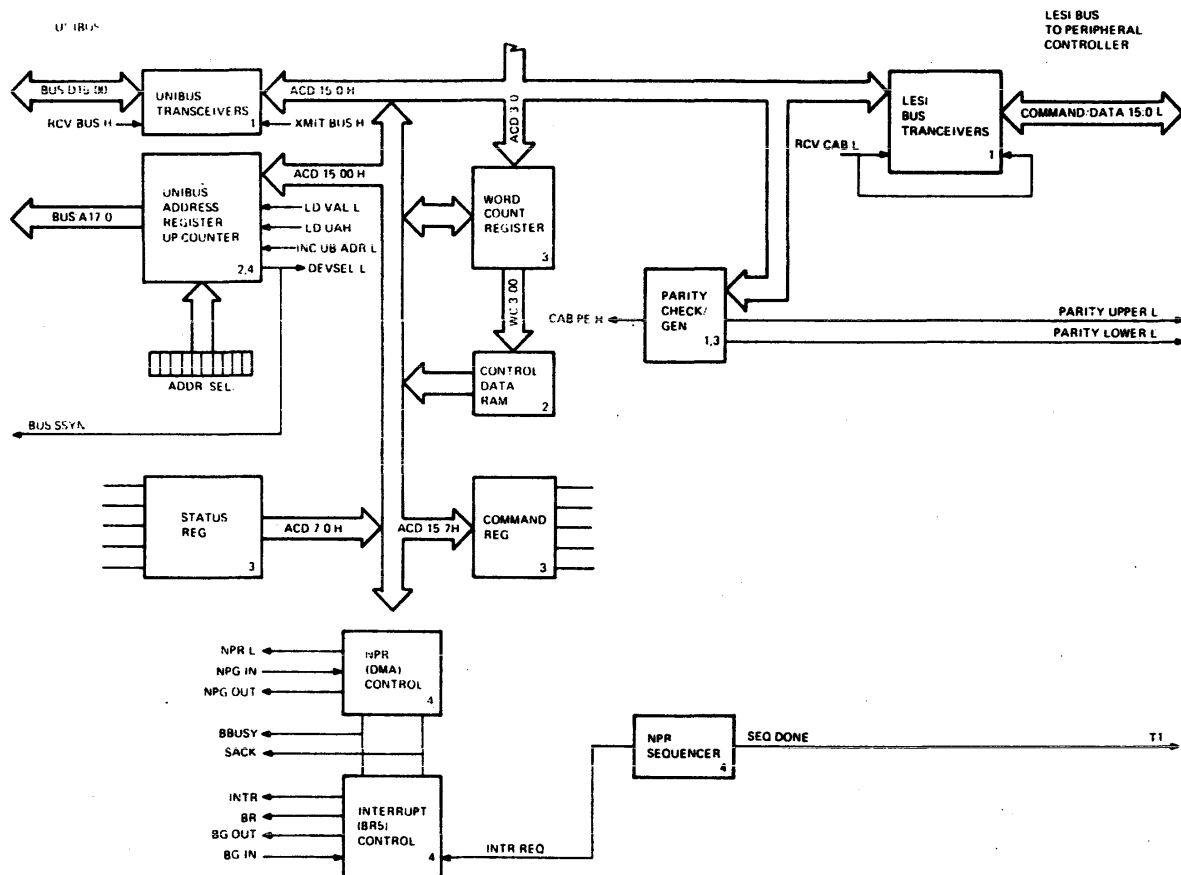 LESI BUS
TO PERIPHERAL
CONTROLLER
BUS D15 00
UNIBUS
TRANSCEIVERS
1
ACD 15 0 H
RCV BUS H
XMIT BUS H
ACD 3 0
LESI
BUS
TRANCEIVERS
1
COMMAND/DATA 15:0 L
RCV CAB L
UNIBUS
ADDRESS
REGISTER
UP COUNTER
2,4
ACD 15 00 H
BUS A17 0
LD VAL L
LD UAH
INC UB ADR L
DEVSEL L
WORD
COUNT
REGISTER
3
WC 3 00
PARITY
CHECK/
GEN
1,3
CAB PE H
PARITY UPPER L
PARITY LOWER L
ADDR SEL.
CONTROL
DATA
RAM
2
BUS SSYN
STATUS
REG
3
ACD 7 0 H
ACD 15 7H
COMMAND
REG
3
NPR L
NPG IN
NPG OUT
NPR
(DMA)
CONTROL
4
BBUSY
SACK
NPR
SEQUENCER
4
SEQ DONE
T1
INTR
BR
BG OUT
BG IN
INTERRUPT
(BR5)
CONTROL
4
INTR REQ